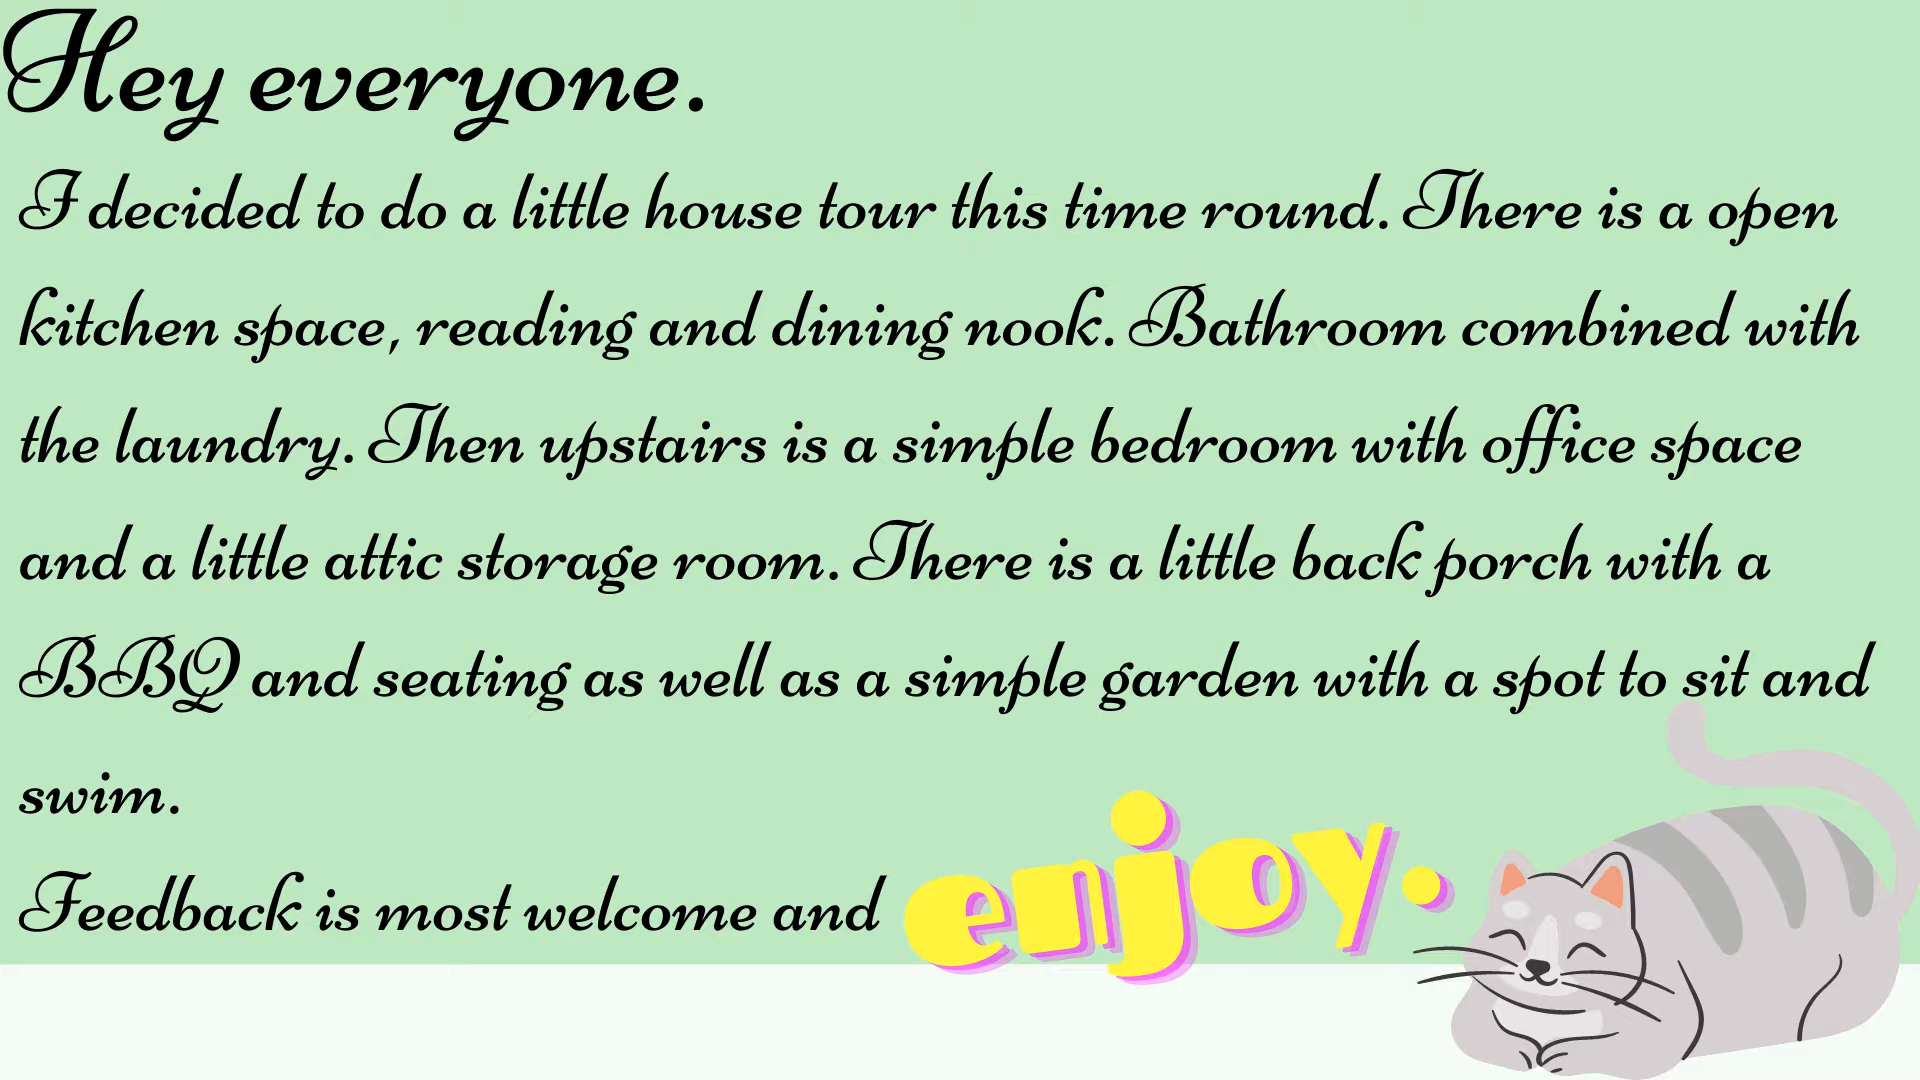 Hey everyone.
I decided to do a little house tour this time round. There is a open
kitchen space, reading and dining nook. Bathroom combined with
the laundry. Then upstairs is a simple bedroom with office space
and a little attic storage room. There is a little back porch with a
BBQ and seating as well as a simple garden with a spot to sit and
swim.
Feedback is most welcome and enjoy.